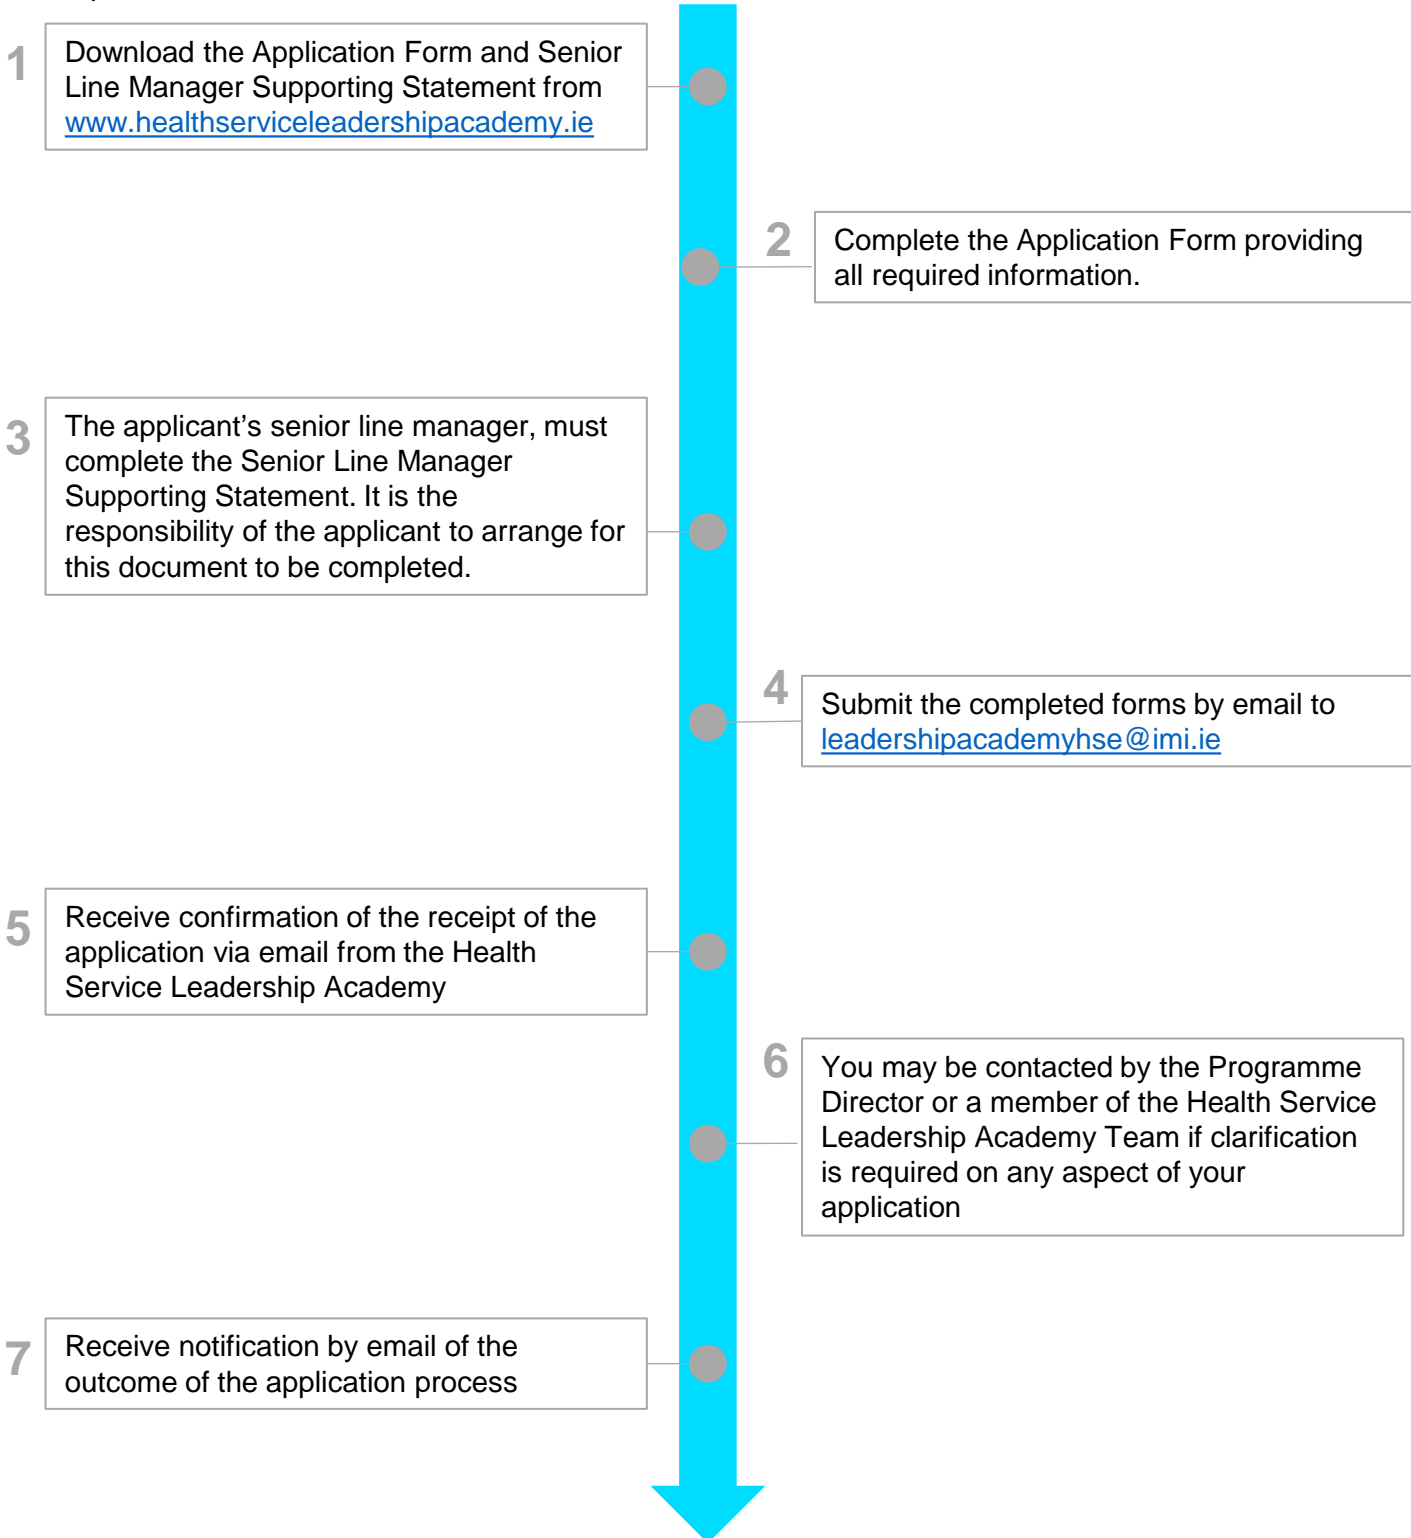 1
Download the Application Form and Senior
Line Manager Supporting Statement from
www.healthserviceleadershipacademy.ie
2
Complete the Application Form providing
all required information.
3
The applicant’s senior line manager, must
complete the Senior Line Manager
Supporting Statement. It is the
responsibility of the applicant to arrange for
this document to be completed.
4
Submit the completed forms by email to
leadershipacademyhse@imi.ie
5
Receive confirmation of the receipt of the
application via email from the Health
Service Leadership Academy
6
You may be contacted by the Programme
Director or a member of the Health Service
Leadership Academy Team if clarification
is required on any aspect of your
application
7
Receive notification by email of the
outcome of the application process